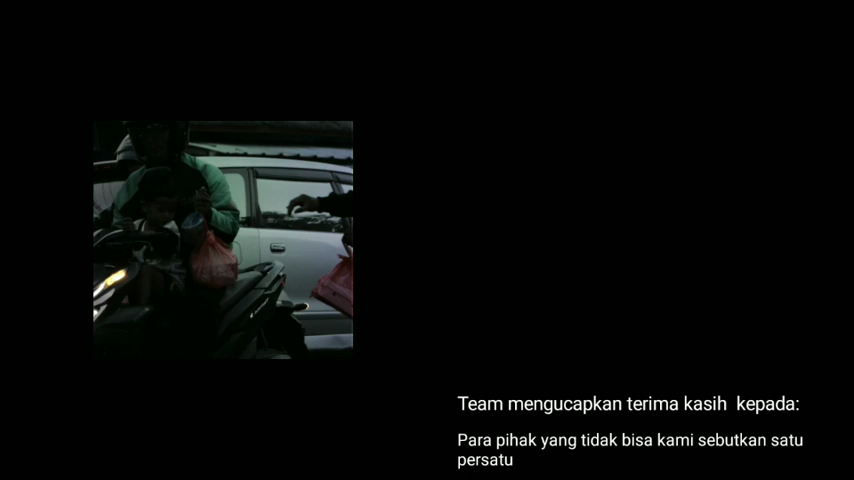 Team mengucapkan terima kasih  kepada:
Para pihak yang tidak bisa kami sebutkan satu
persatu